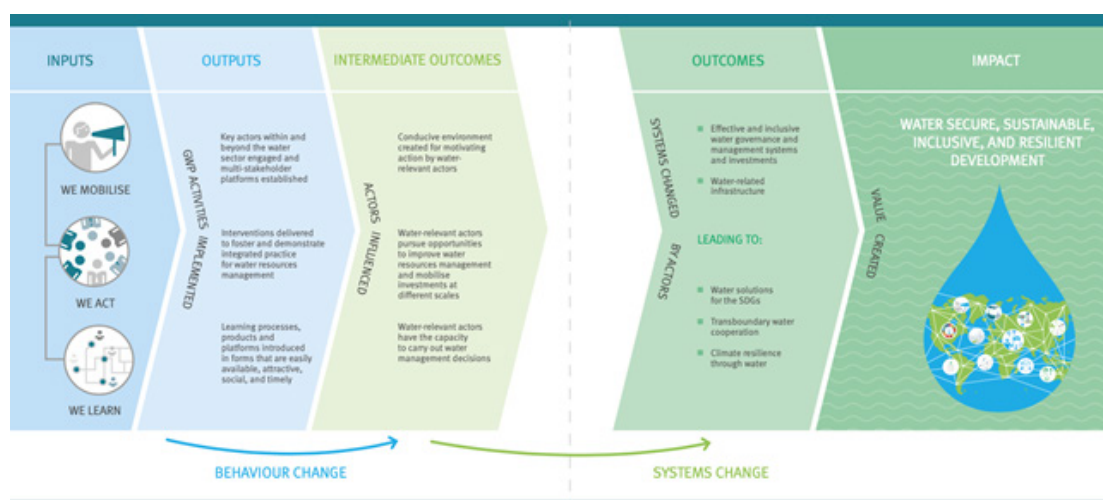 INPUTS
WE MOBILISE
WE ACT
WE LEARN
OUTPUTS
GWP ACTIVITIES IMPLEMENTED
Key actors within and
beyond the water
sector engaged and
multi-stakeholder
platforms established
Interventions delivered
to foster and demonstrate
integrated practice
for water resources
management
Learning processes,
products and
platforms introduced
in forms that are easily
available, attractive,
social, and timely
INTERMEDIATE OUTCOMES
ACTORS INFLUENCED
Conducive environment
created for motivating
action by water-
relevant actors
Water-relevant actors
pursue opportunities
to improve water
resources management
and mobilise
investments at
different scales
Water-relevant actors
have the capacity
to carry out water
management decisions
OUTCOMES
SYSTEMS CHANGED
BY ACTORS
Effective and inclusive
water governance and
management systems
and investments
Water-related
infrastructure
LEADING TO:
Water solutions
for the SDGs
Transboundary water
cooperation
Climate resilience
through water
IMPACT
VALUE CREATED
WATER SECURE, SUSTAINABLE,
INCLUSIVE, AND RESILIENT
DEVELOPMENT
BEHAVIOUR CHANGE
SYSTEMS CHANGE